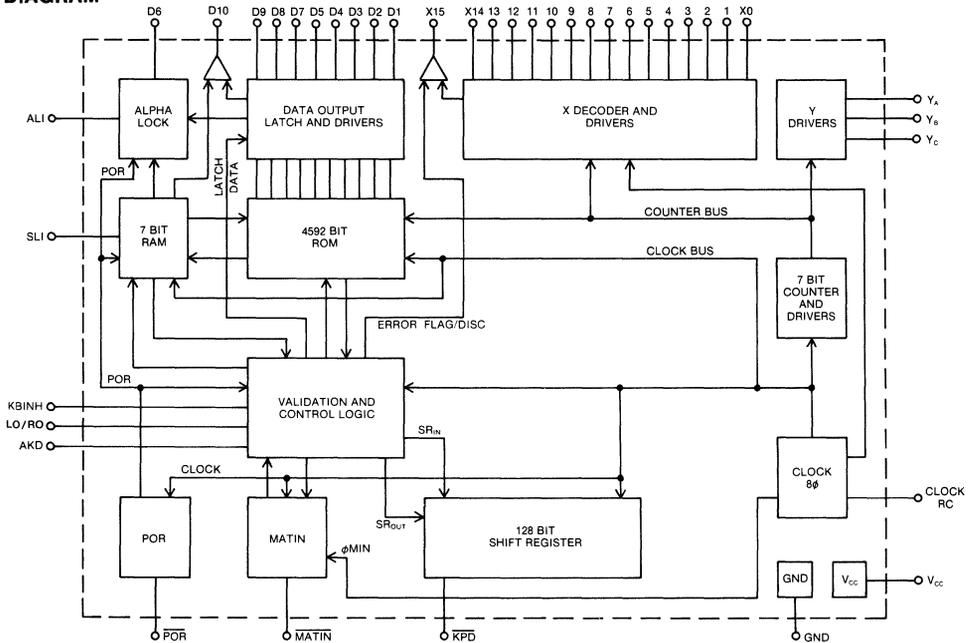 DIAGRAM
D6 D10 D9 D8 D7 D5 D4 D3 D2 D1 X15 X14 13 12 11 10 9 8 7 6 5 4 3 2 1 X0
ALI
ALPHA
LOCK
DATA OUTPUT
LATCH AND DRIVERS
X DECODER AND
DRIVERS
Y
DRIVERS
YA
YB
YC
POR
LATCH
DATA
SLI
7 BIT
RAM
4592 BIT
ROM
COUNTER BUS
CLOCK BUS
7 BIT
COUNTER
AND
DRIVERS
ERROR FLAG/DISC
POR
KBINH
LO/RO
AKD
VALIDATION AND
CONTROL LOGIC
SRIN
CLOCK
SROUT
CLOCK
8ϕ
CLOCK
RC
POR
MATIN
ϕMIN
128 BIT
SHIFT REGISTER
GND
VCC
VCC
POR
MATIN
KPD
GND